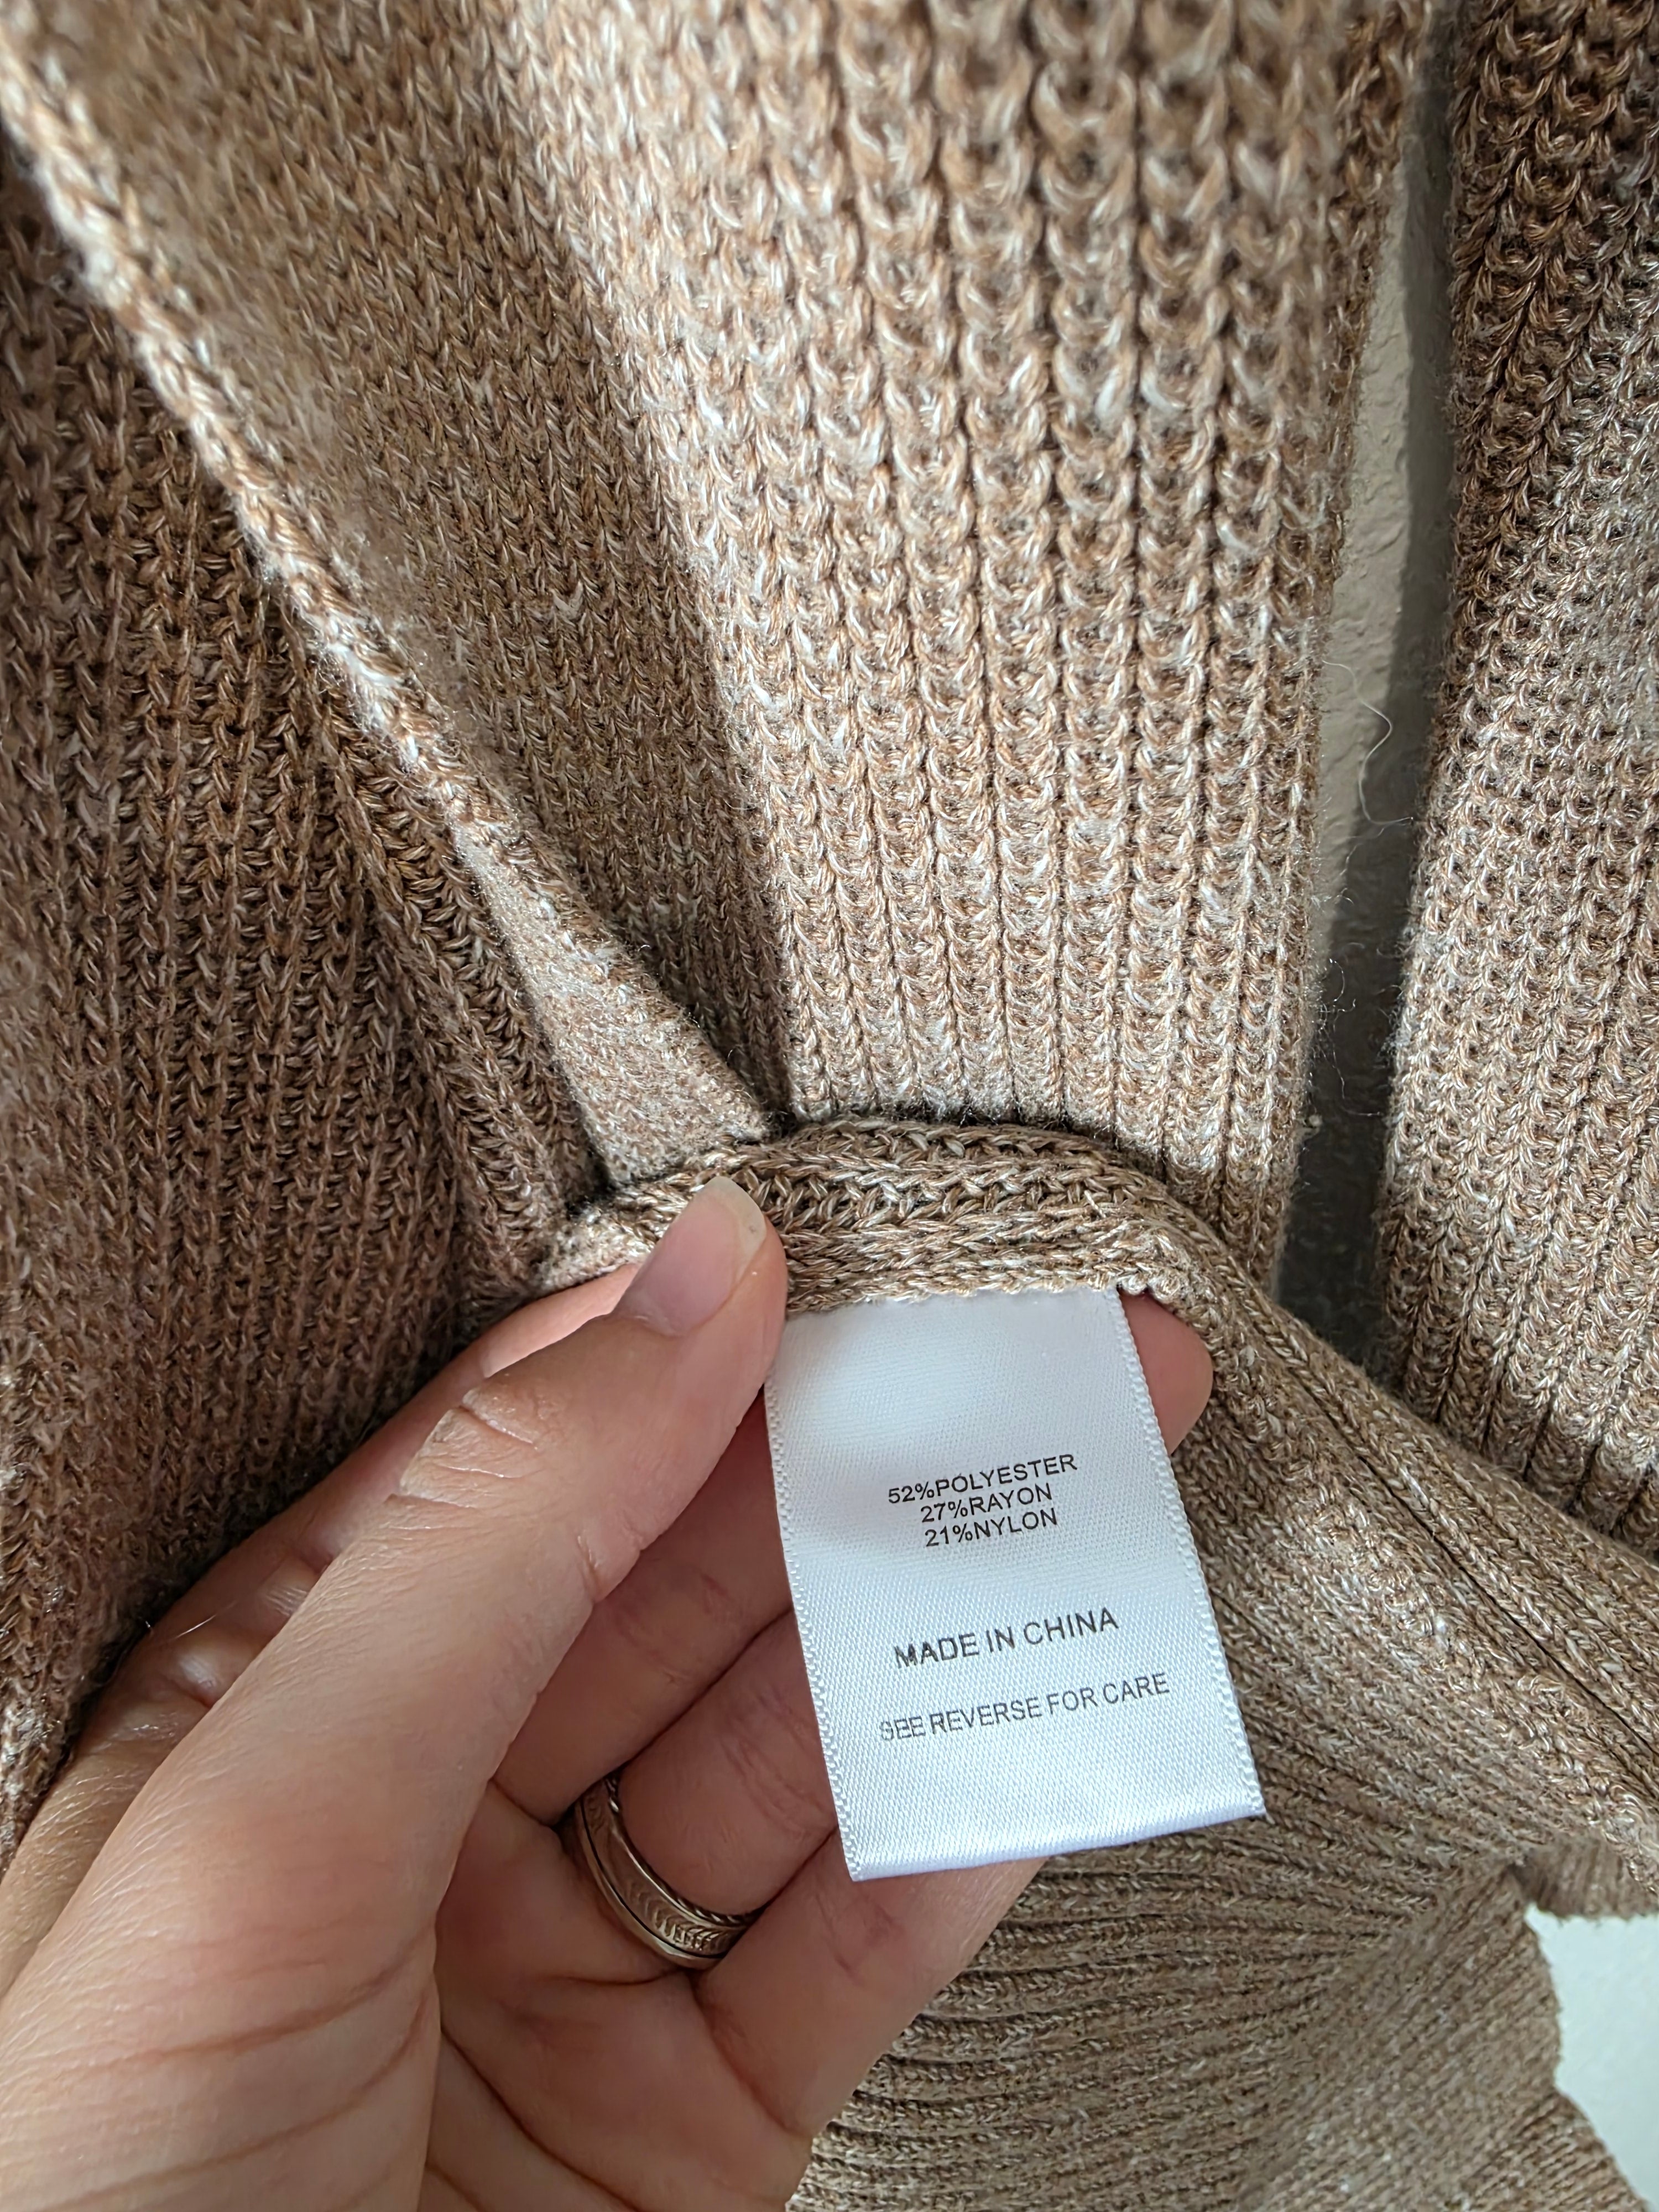 52%POLYESTER
27%RAYON
21%NYLON
MADE IN CHINA
SEE REVERSE FOR CARE